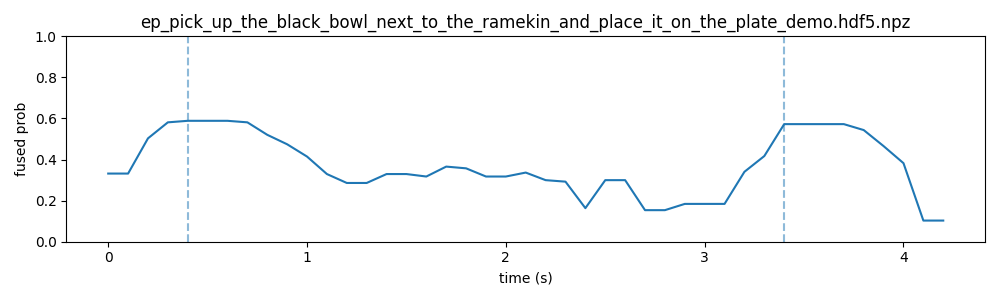 ep_pick_up_the_black_bowl_next_to_the_ramekin_and_place_it_on_the_plate_demo.hdf5.npz
1.0
0.8
0.6
0.4
0.2
0.0
fused prob
0 1 2 3 4
time (s)